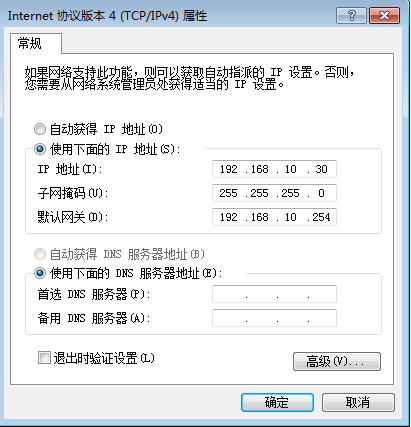 Internet 协议版本 4 (TCP/IPv4) 属性
常规
如果网络支持此功能，则可以获取自动指派的 IP 设置。否则，
您需要从网络系统管理员处获得适当的 IP 设置。
自动获得 IP 地址(O)
使用下面的 IP 地址(S):
IP 地址(I): 192 .168 . 10 . 30
子网掩码(U): 255 .255 .255 . 0
默认网关(D): 192 .168 . 10 .254
自动获得 DNS 服务器地址(B)
使用下面的 DNS 服务器地址(E):
首选 DNS 服务器(P): . . .
备用 DNS 服务器(A): . . .
退出时验证设置(L)
高级(V)...
确定 取消